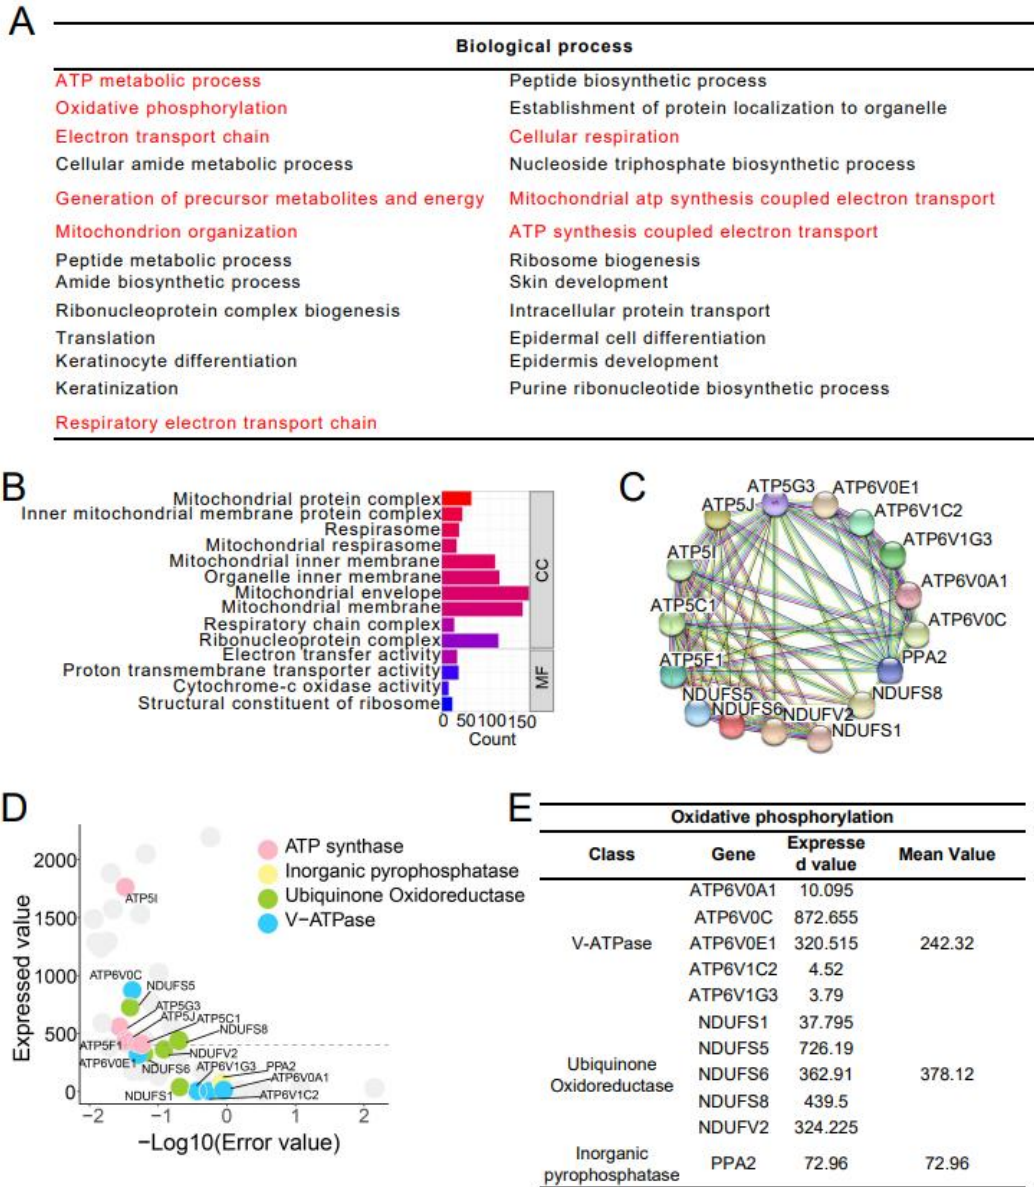 A
Biological process
ATP metabolic process
Peptide biosynthetic process
Oxidative phosphorylation
Establishment of protein localization to organelle
Electron transport chain
Cellular respiration
Cellular amide metabolic process
Nucleoside triphosphate biosynthetic process
Generation of precursor metabolites and energy
Mitochondrial atp synthesis coupled electron transport
Mitochondrion organization
ATP synthesis coupled electron transport
Peptide metabolic process
Ribosome biogenesis
Amide biosynthetic process
Skin development
Ribonucleoprotein complex biogenesis
Intracellular protein transport
Translation
Epidermal cell differentiation
Keratinocyte differentiation
Epidermis development
Keratinization
Purine ribonucleotide biosynthetic process
Respiratory electron transport chain
B
Mitochondrial protein complex
Inner mitochondrial membrane protein complex
Respirasome
Mitochondrial respirasome
Mitochondrial inner membrane
Organelle inner membrane
Mitochondrial envelope
Mitochondrial membrane
Respiratory chain complex
Ribonucleoprotein complex
Electron transfer activity
Proton transmembrane transporter activity
Cytochrome-c oxidase activity
Structural constituent of ribosome
CC
MF
0 50 100 150
Count
C
ATP5G3
ATP6V0E1
ATP5J
ATP6V1C2
ATP6V1G3
ATP5I
ATP6V0A1
ATP5C1
ATP6V0C
ATP5F1
PPA2
NDUFS8
NDUFS5
NDUFS6
NDUFV2
NDUFS1
D
Expressed value
2000
1500
1000
500
0
−2 −1 0 1 2
−Log10(Error value)
ATP synthase
Inorganic pyrophosphatase
Ubiquinone Oxidoreductase
V−ATPase
ATP5I
ATP6V0C
NDUFS5
ATP5G3
ATP5J
ATP5C1
NDUFS8
ATP5F1
NDUFV2
ATP6V0E1
NDUFS6
ATP6V1G3
PPA2
ATP6V0A1
NDUFS1
ATP6V1C2
E
Oxidative phosphorylation
Class Gene Expresse
d value Mean Value
ATP6V0A1 10.095
ATP6V0C 872.655
V-ATPase ATP6V0E1 320.515 242.32
ATP6V1C2 4.52
ATP6V1G3 3.79
NDUFS1 37.795
NDUFS5 726.19
Ubiquinone
Oxidoreductase NDUFS6 362.91 378.12
NDUFS8 439.5
NDUFV2 324.225
Inorganic
pyrophosphatase PPA2 72.96 72.96